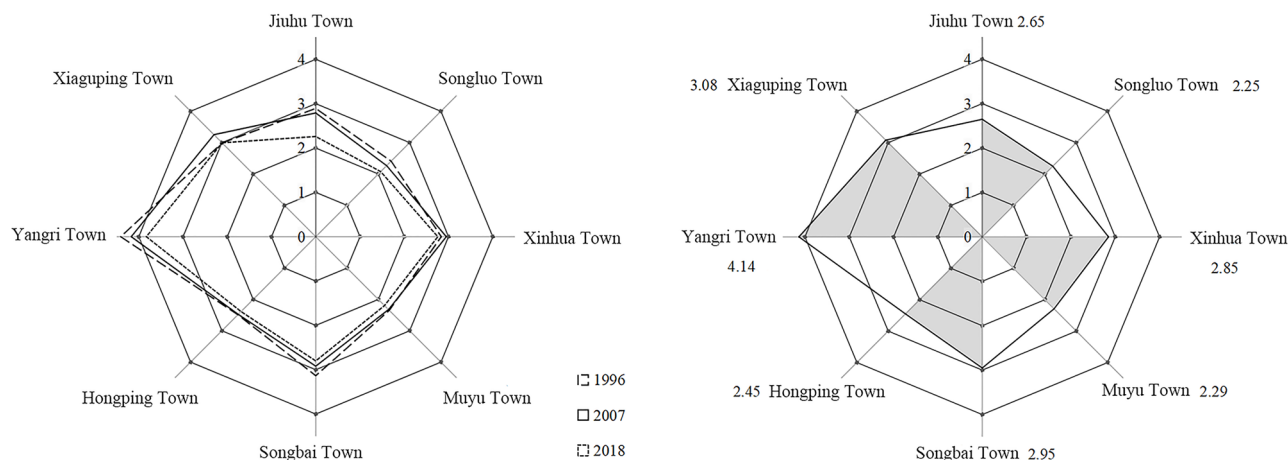 Jiuhu Town
Xiaguping Town
Songluo Town
Yangri Town
Xinhua Town
Hongping Town
Muyu Town
Songbai Town
4
3
2
1
0
1996
2007
2018
Jiuhu Town 2.65
3.08 Xiaguping Town
Songluo Town 2.25
Yangri Town
4.14
Xinhua Town
2.85
2.45 Hongping Town
Muyu Town 2.29
Songbai Town 2.95
4
3
2
1
0